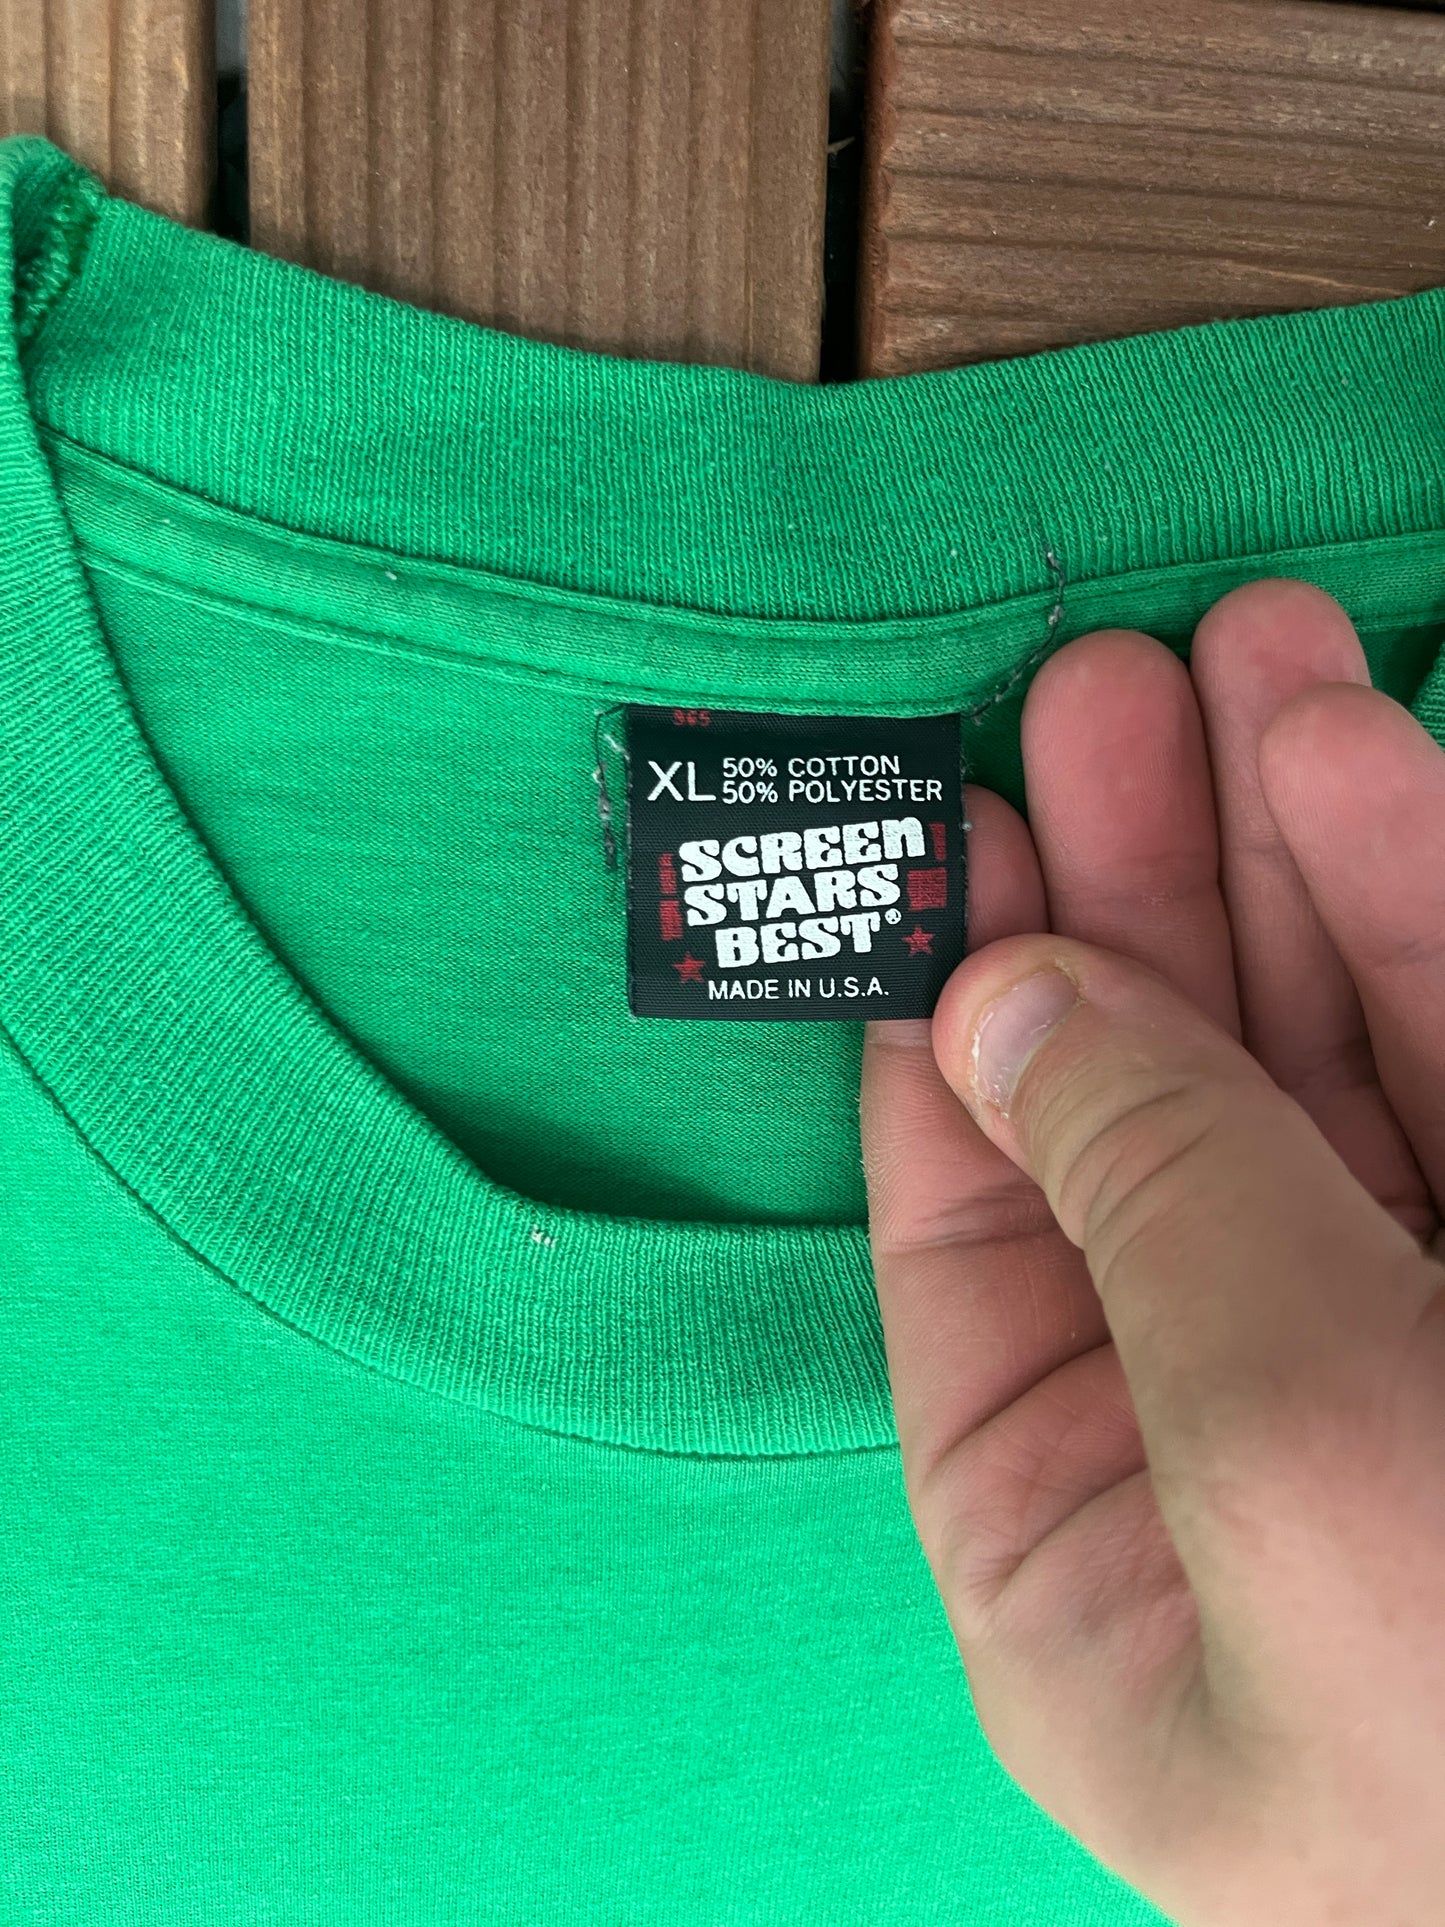 XL 50% COTTON
50% POLYESTER
SCREEN
STARS
BEST®
MADE IN U.S.A.